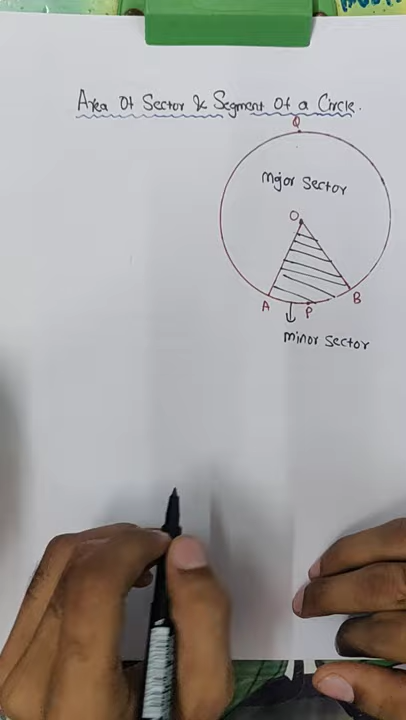 Area Of Sector & Segment Of a Circle.
Q
Major Sector
O
A
P
B
minor sector